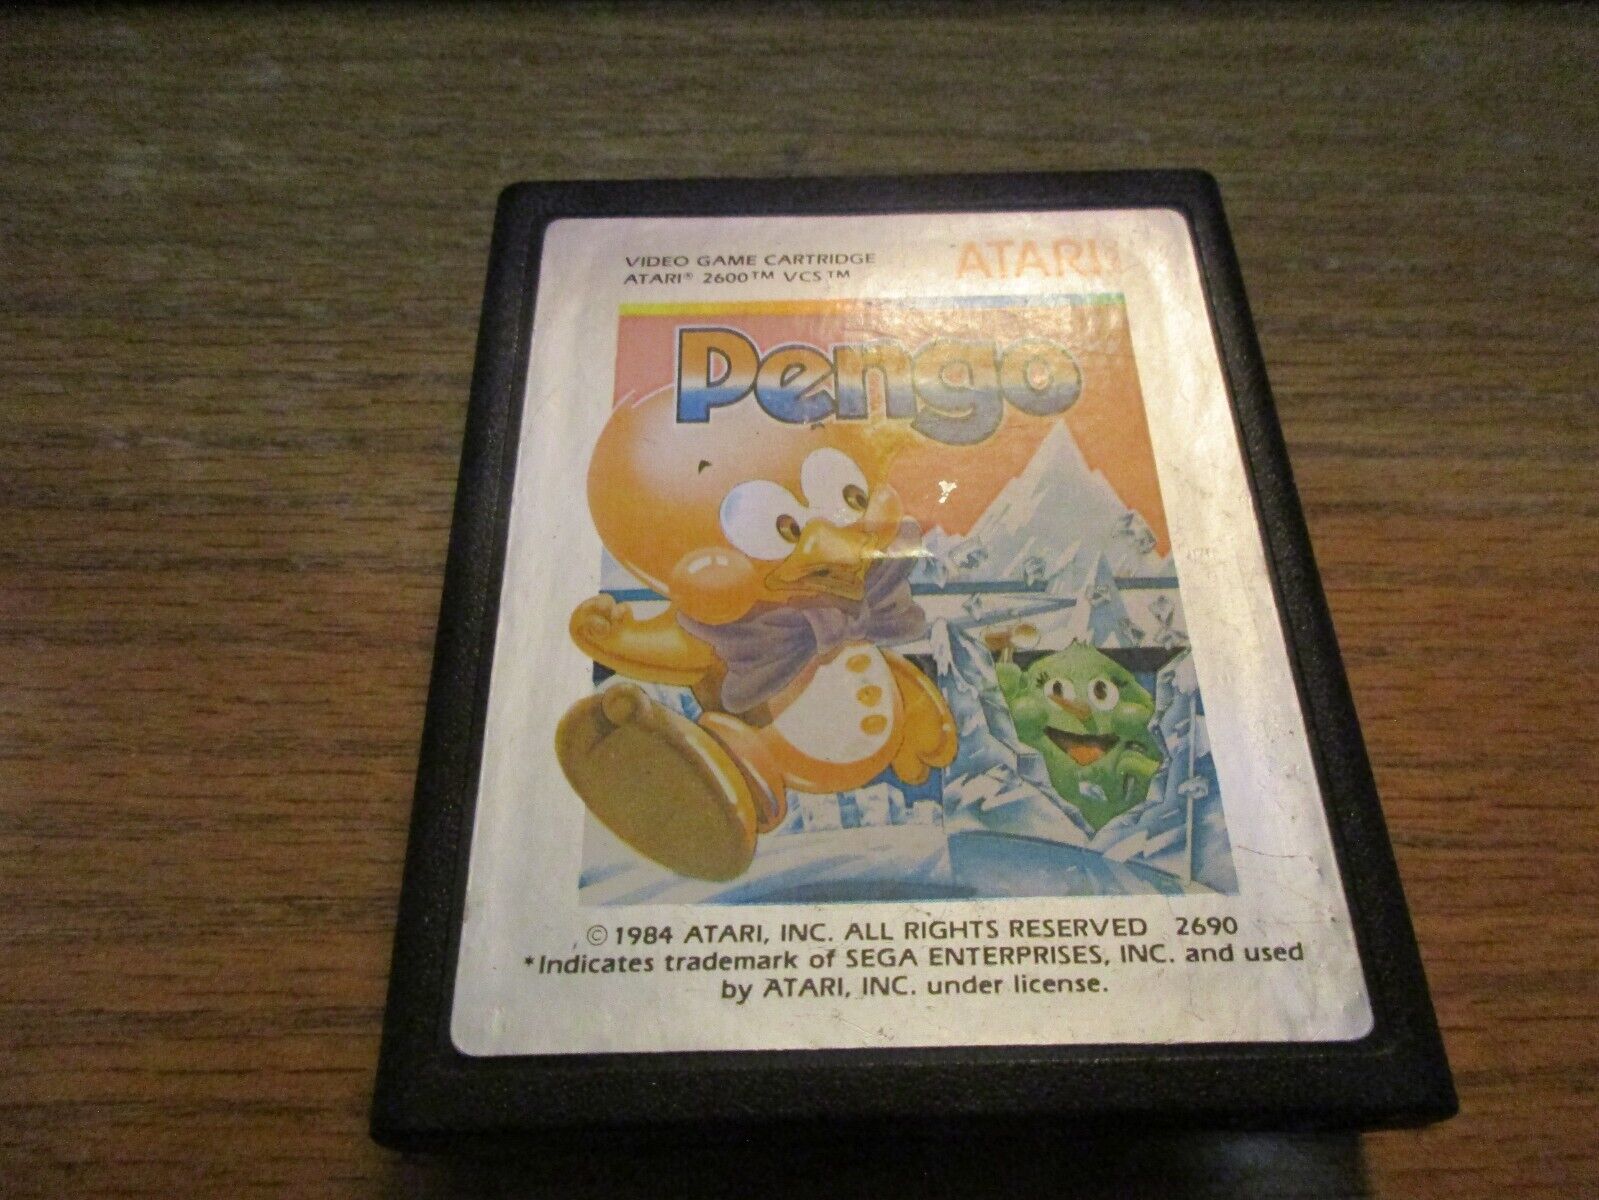 VIDEO GAME CARTRIDGE
ATARI® 2600™ VCS™
ATARI®
Pengo
© 1984 ATARI, INC. ALL RIGHTS RESERVED 2690
*Indicates trademark of SEGA ENTERPRISES, INC. and used
by ATARI, INC. under license.